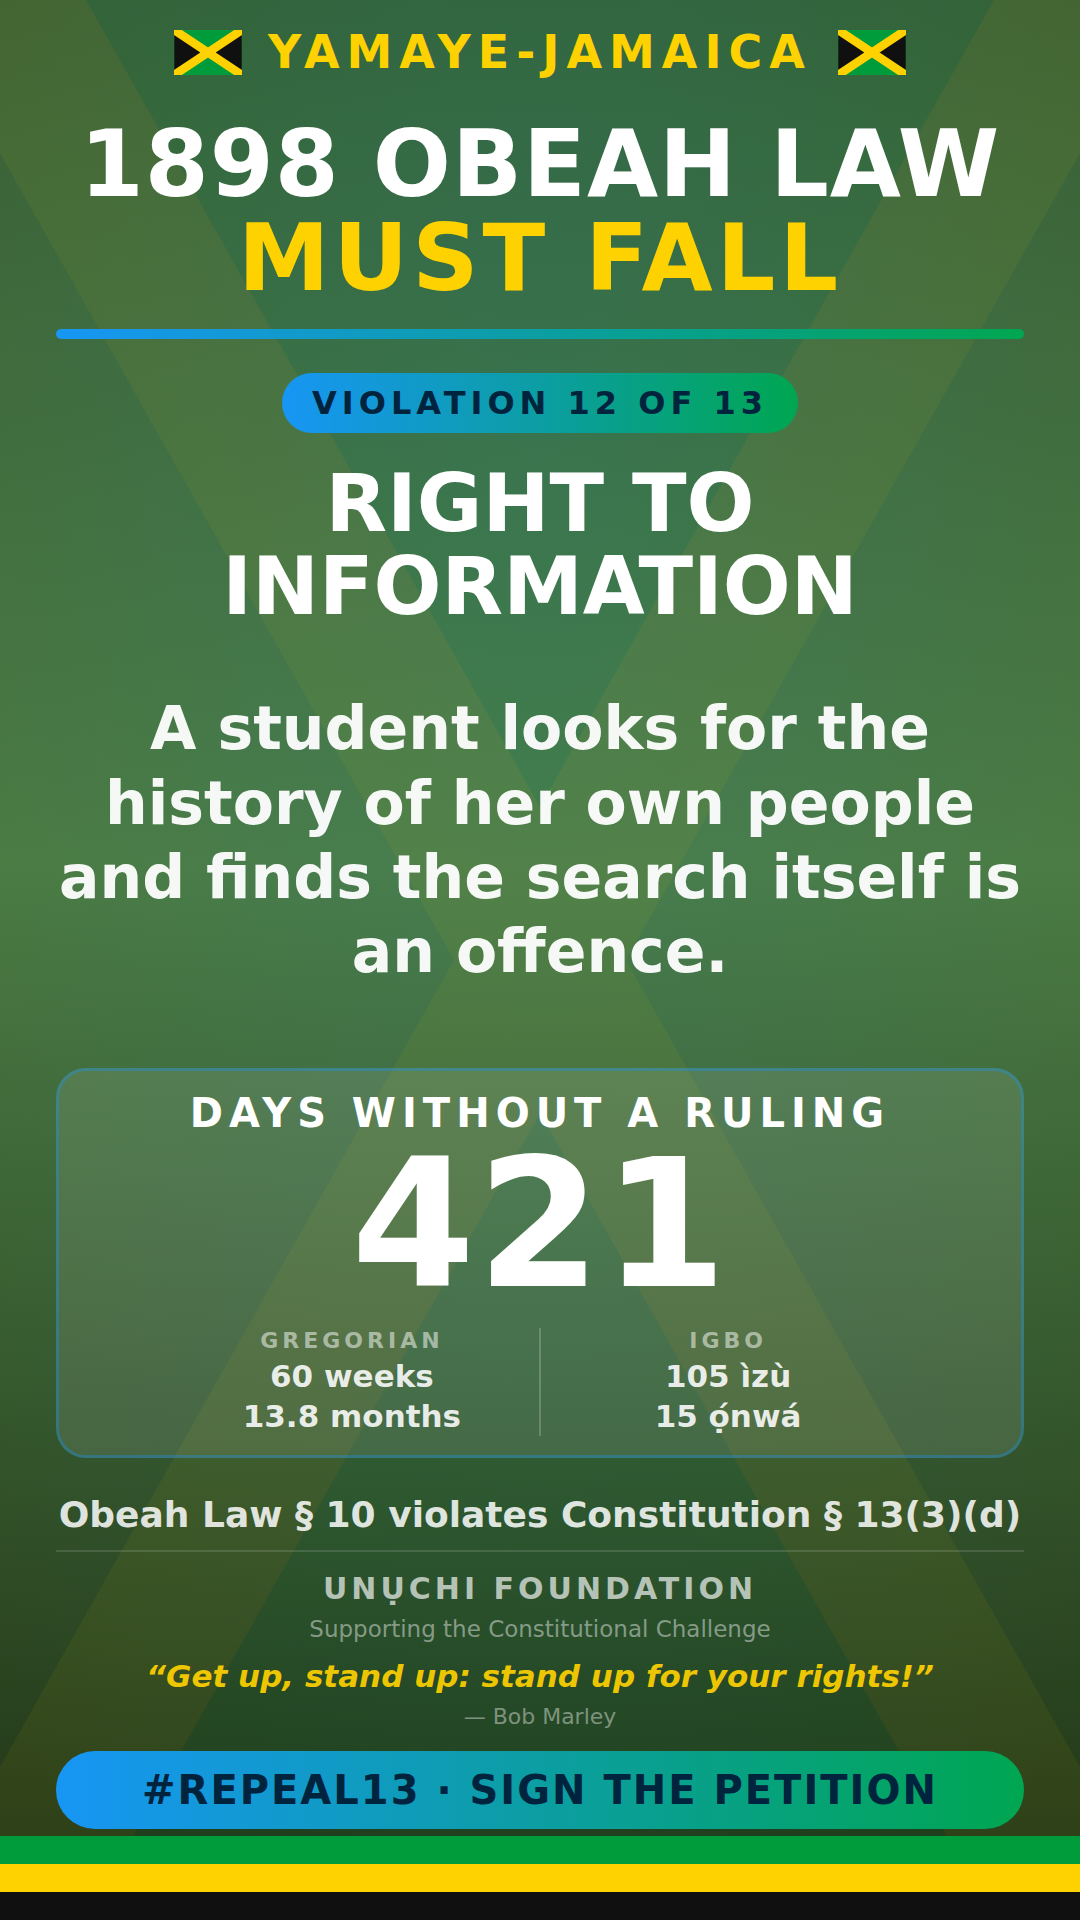 YAMAYE-JAMAICA
1898 OBEAH LAW
MUST FALL
VIOLATION 12 OF 13
RIGHT TO
INFORMATION
A student looks for the
history of her own people
and finds the search itself is
an offence.
DAYS WITHOUT A RULING
421
GREGORIAN
60 weeks
13.8 months
IGBO
105 ìzù
15 ọ́nwá
Obeah Law § 10 violates Constitution § 13(3)(d)
UNỤCHI FOUNDATION
Supporting the Constitutional Challenge
“Get up, stand up: stand up for your rights!”
— Bob Marley
#REPEAL13 · SIGN THE PETITION